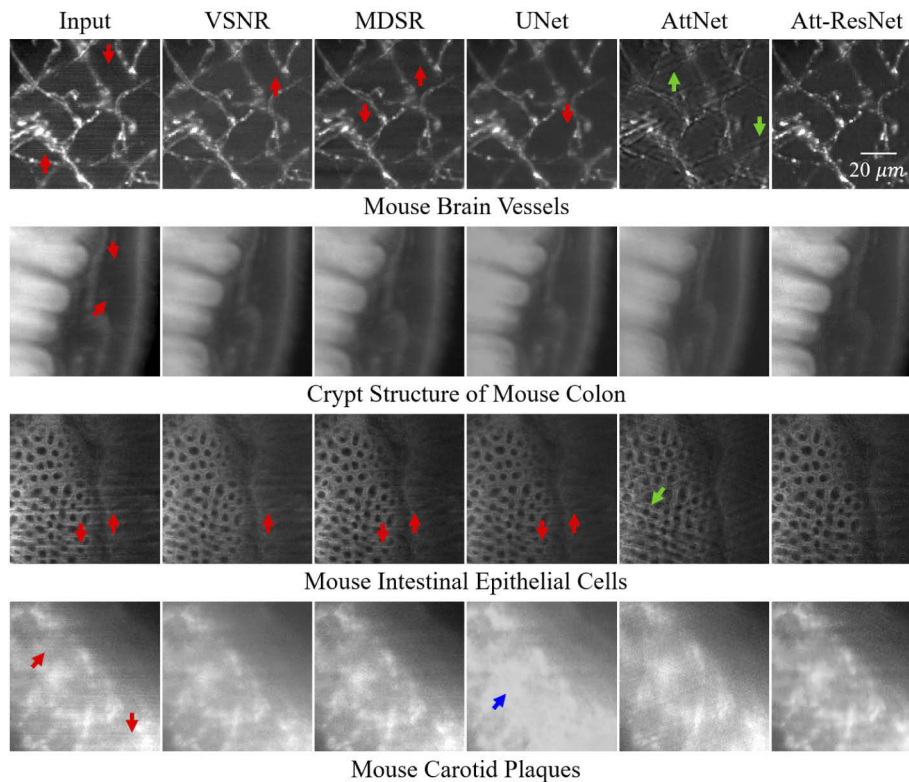 Input VSNR MDSR UNet AttNet Att-ResNet
20 μm
Mouse Brain Vessels
Crypt Structure of Mouse Colon
Mouse Intestinal Epithelial Cells
Mouse Carotid Plaques